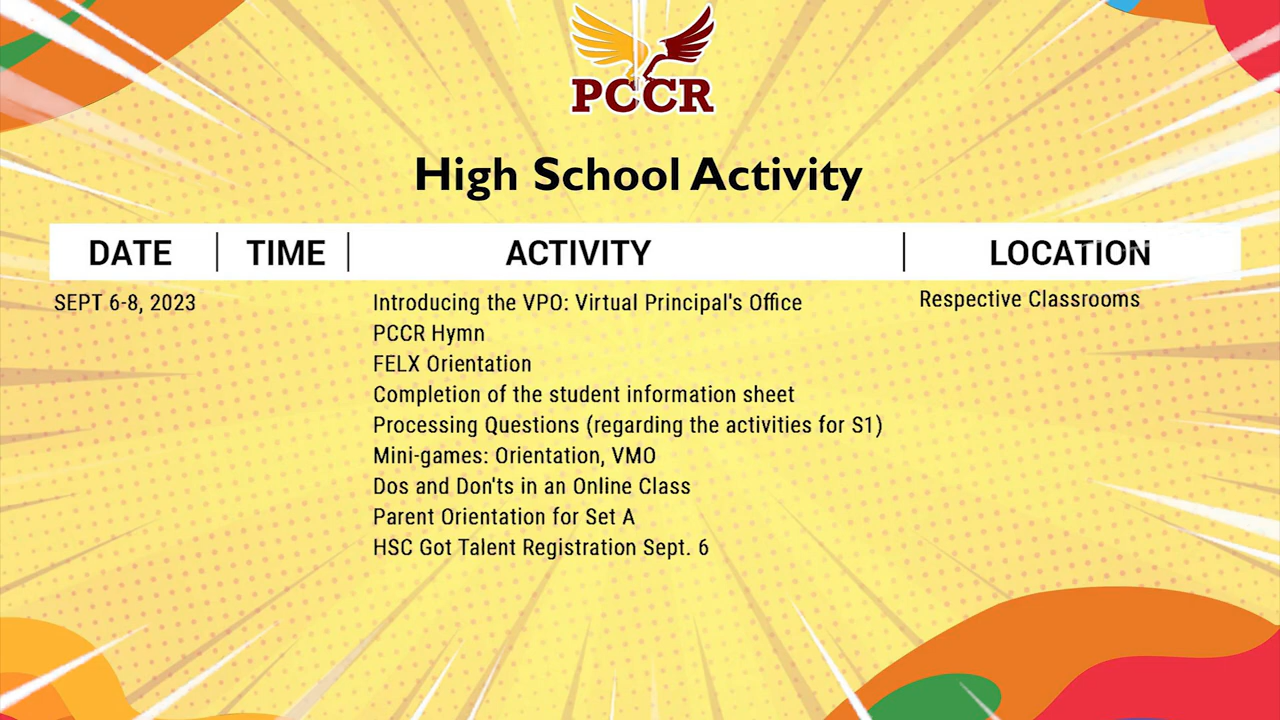 PCCR
High School Activity
DATE | TIME | ACTIVITY | LOCATION
SEPT 6-8, 2023
Introducing the VPO: Virtual Principal's Office
Respective Classrooms
PCCR Hymn
FELX Orientation
Completion of the student information sheet
Processing Questions (regarding the activities for S1)
Mini-games: Orientation, VMO
Dos and Don'ts in an Online Class
Parent Orientation for Set A
HSC Got Talent Registration Sept. 6